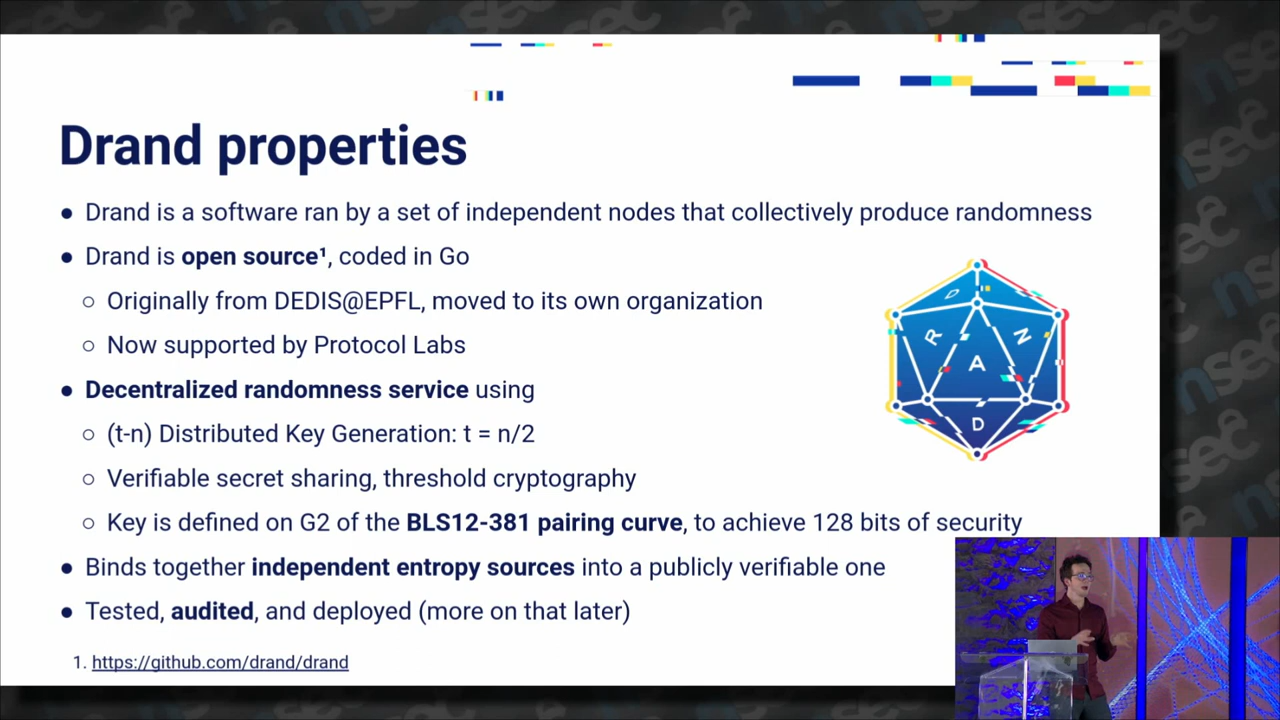 Drand properties
● Drand is a software ran by a set of independent nodes that collectively produce randomness
● Drand is open source¹, coded in Go
○ Originally from DEDIS@EPFL, moved to its own organization
○ Now supported by Protocol Labs
● Decentralized randomness service using
○ (t-n) Distributed Key Generation: t = n/2
○ Verifiable secret sharing, threshold cryptography
○ Key is defined on G2 of the BLS12-381 pairing curve, to achieve 128 bits of security
● Binds together independent entropy sources into a publicly verifiable one
● Tested, audited, and deployed (more on that later)
1. https://github.com/drand/drand
D
R
A
N
D
nsec